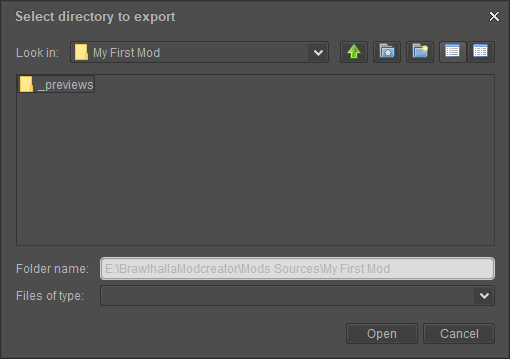 Select directory to export
Look in: My First Mod
_previews
Folder name: E:\BrawlhallaModcreator\Mods Sources\My First Mod
Files of type:
Open Cancel